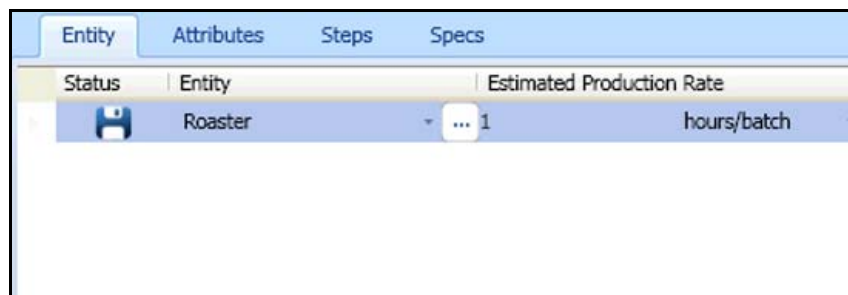 Entity Attributes Steps Specs
Status Entity Estimated Production Rate
Roaster ... 1 hours/batch